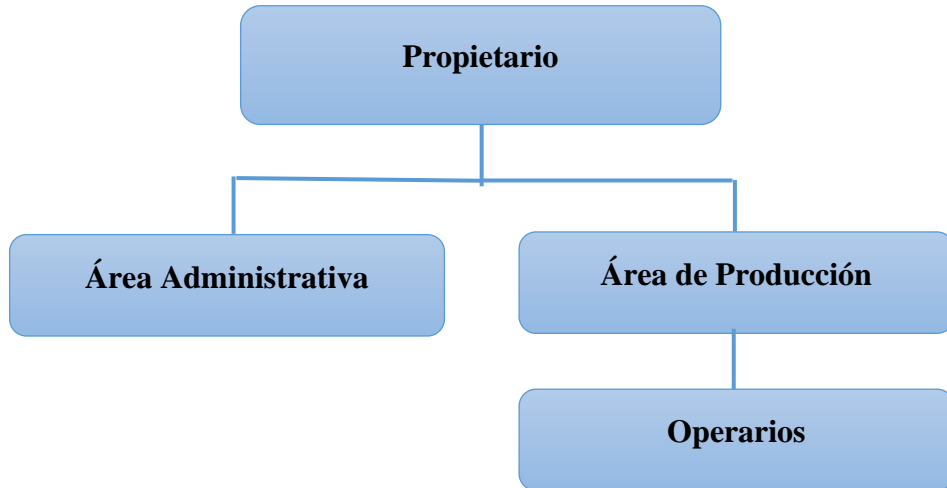 Propietario
Área Administrativa
Área de Producción
Operarios